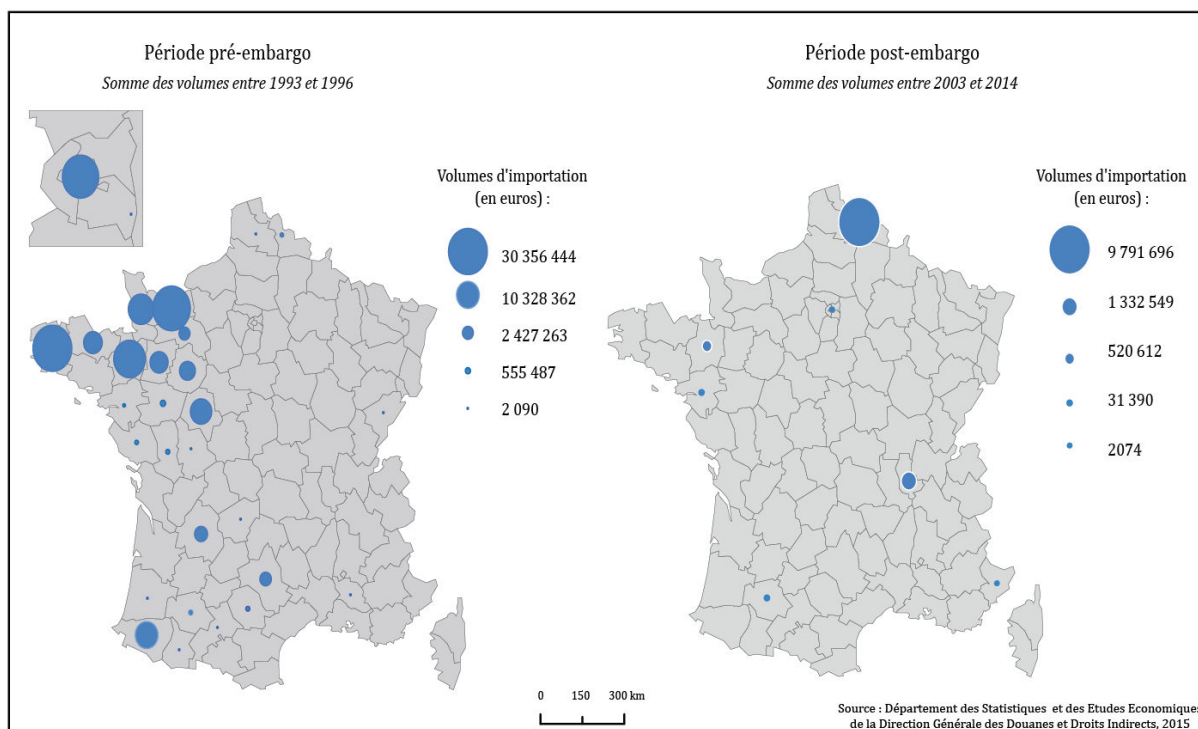 Période pré-embargo
Somme des volumes entre 1993 et 1996
Volumes d'importation
(en euros) :
30 356 444
10 328 362
2 427 263
555 487
2 090
Période post-embargo
Somme des volumes entre 2003 et 2014
Volumes d'importation
(en euros) :
9 791 696
1 332 549
520 612
31 390
2074
0 150 300 km
Source : Département des Statistiques et des Etudes Economiques
de la Direction Générale des Douanes et Droits Indirects, 2015